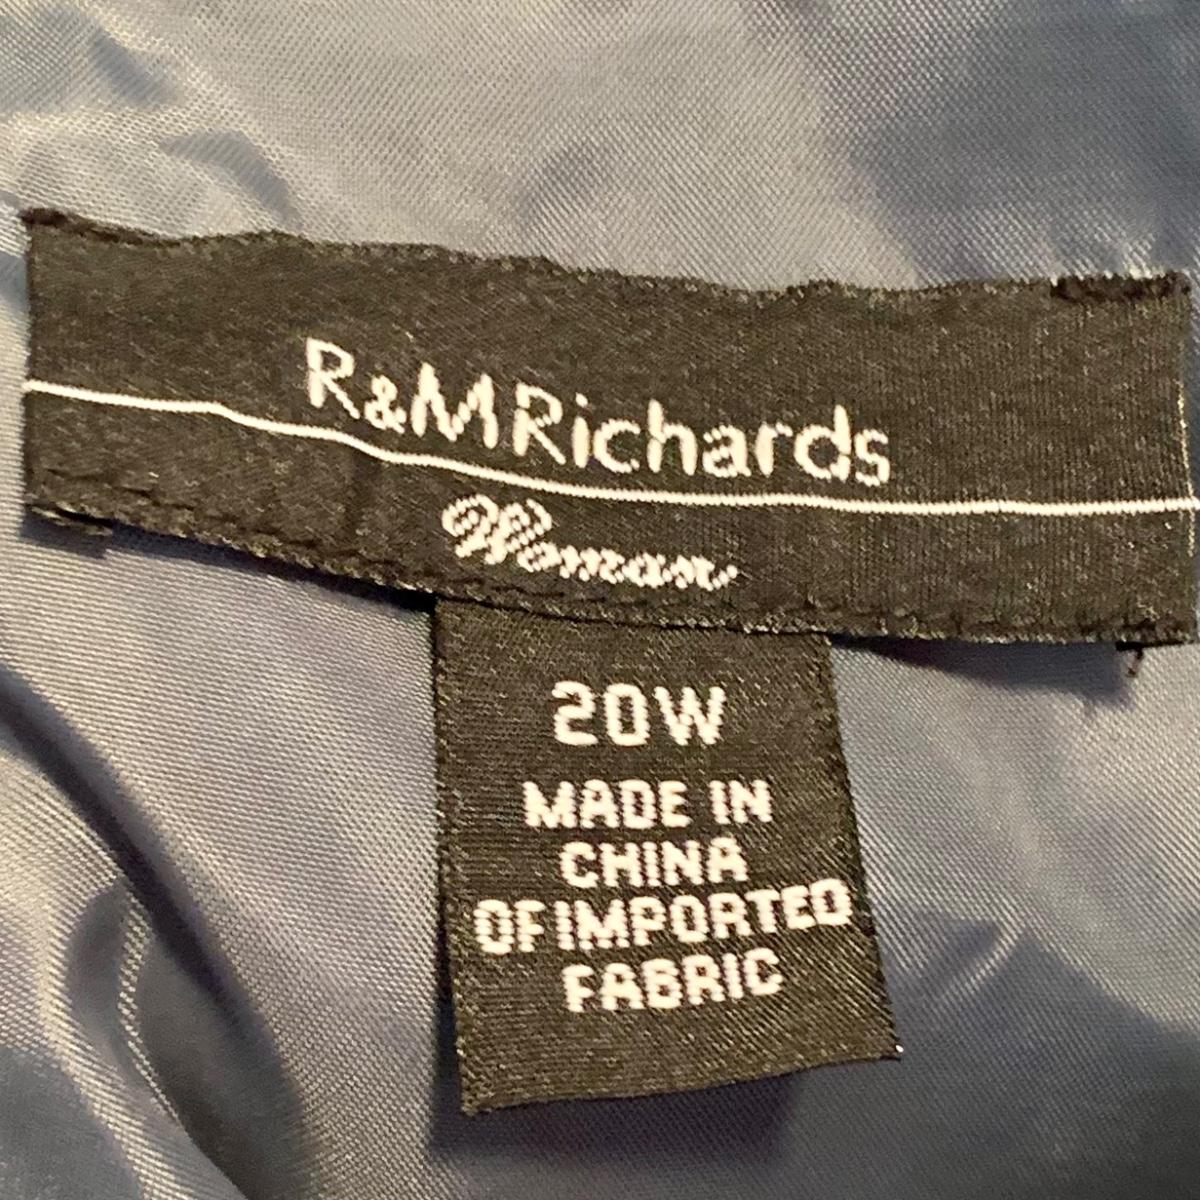 R&M Richards
Woman
20W
MADE IN
CHINA
OF IMPORTED
FABRIC